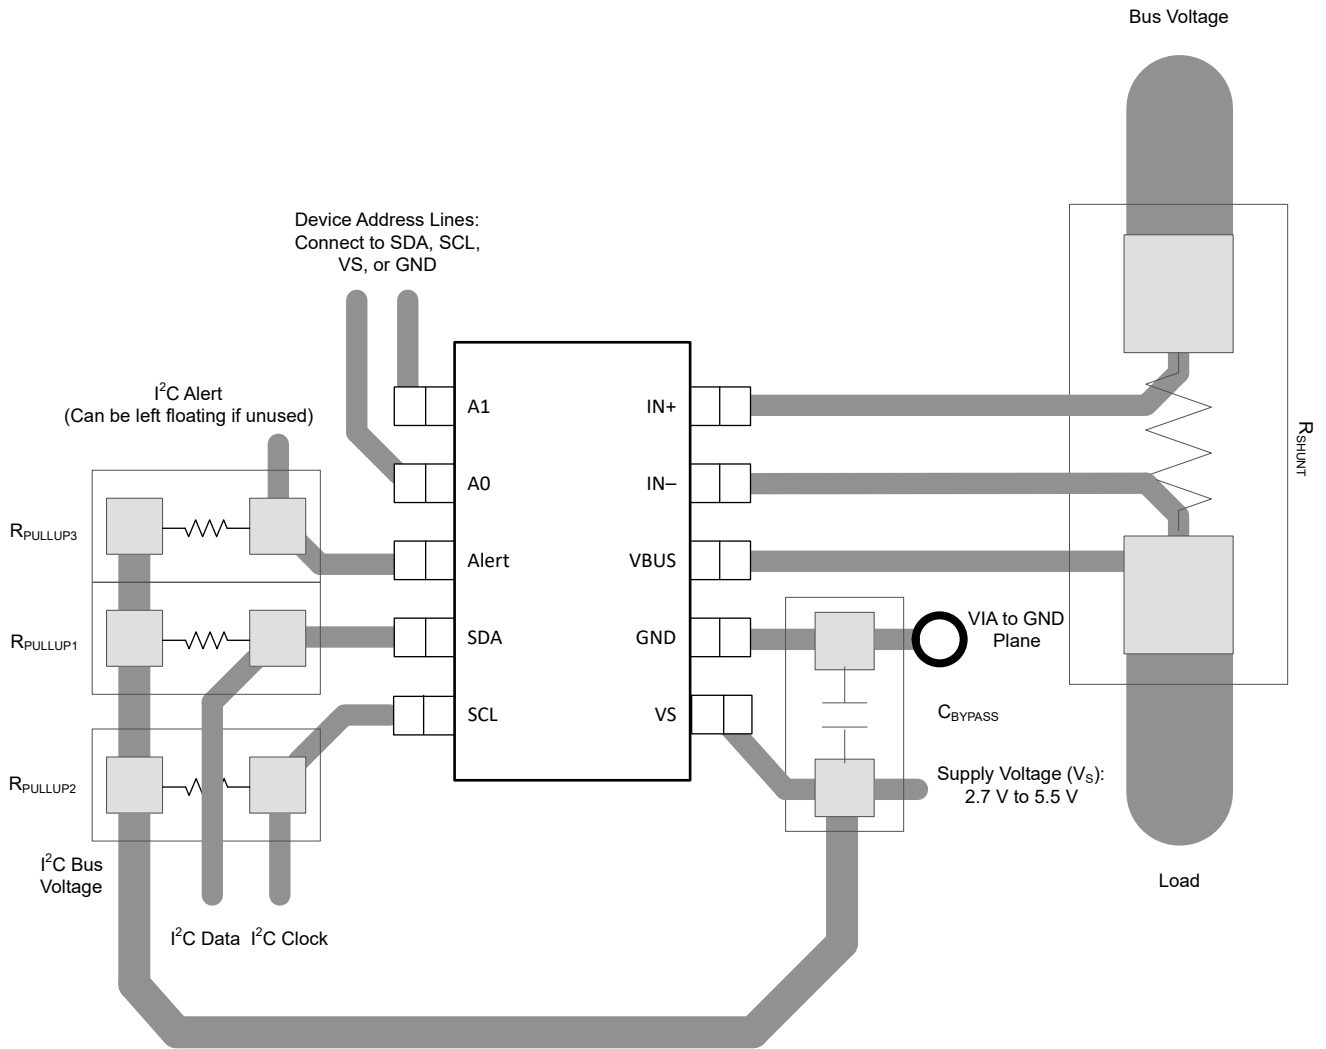 Bus Voltage
Device Address Lines:
Connect to SDA, SCL,
VS, or GND
I²C Alert
(Can be left floating if unused)
A1
IN+
A0
IN–
RSHUNT
RPULLUP3
Alert
VBUS
RPULLUP1
SDA
GND
VIA to GND
Plane
SCL
VS
CBYPASS
RPULLUP2
Supply Voltage (VS):
2.7 V to 5.5 V
I²C Bus
Voltage
Load
I²C Data
I²C Clock